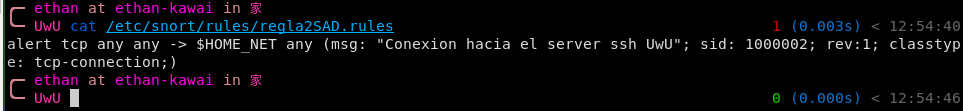 ethan at ethan-kawai in 家
UwU cat /etc/snort/rules/regla2SAD.rules 1 (0.003s) < 12:54:40
alert tcp any any -> $HOME_NET any (msg: "Conexion hacia el server ssh UwU"; sid: 1000002; rev:1; classtyp
e: tcp-connection;)
ethan at ethan-kawai in 家
UwU 0 (0.000s) < 12:54:46